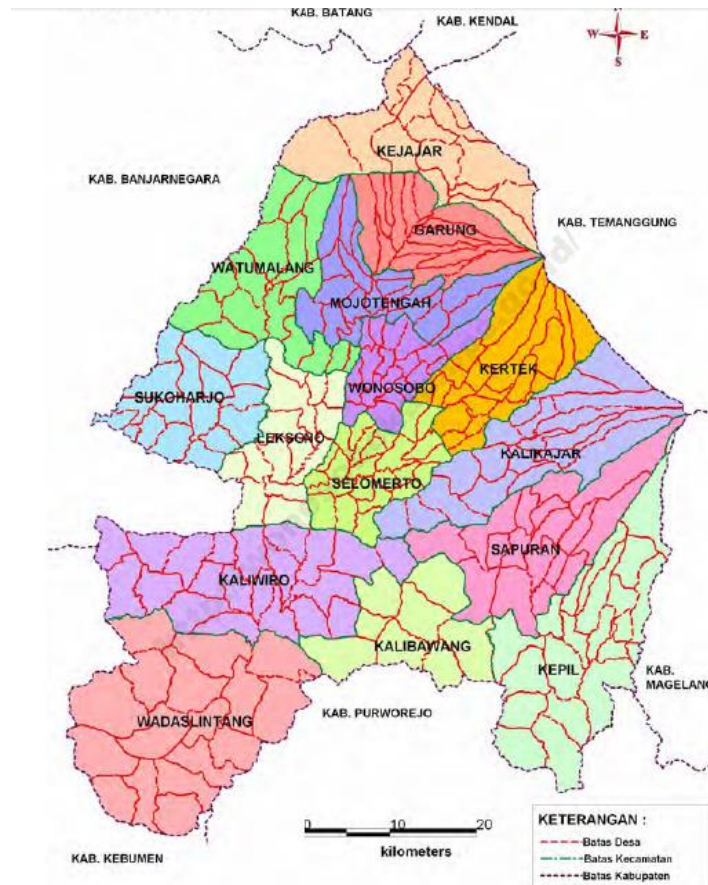 KAB. BATANG
KAB. KENDAL
W E
S
KEJAJAR
KAB. BANJARNEGARA
KAB. TEMANGGUNG
GARUNG
WATUMALANG
MOJOTENGAH
WONOSOBO
KERTEK
SUKOHARJO
LEKSONO
KALIKAJAR
SELOMERTO
SAPURAN
KALIWIRO
KALIBAWANG
KEPIL
KAB.
MAGELANG
WADASLINTANG
KAB. PURWOREJO
0 10 20
kilometers
KAB. KEBUMEN
KETERANGAN :
Batas Desa
Batas Kecamatan
Batas Kabupaten